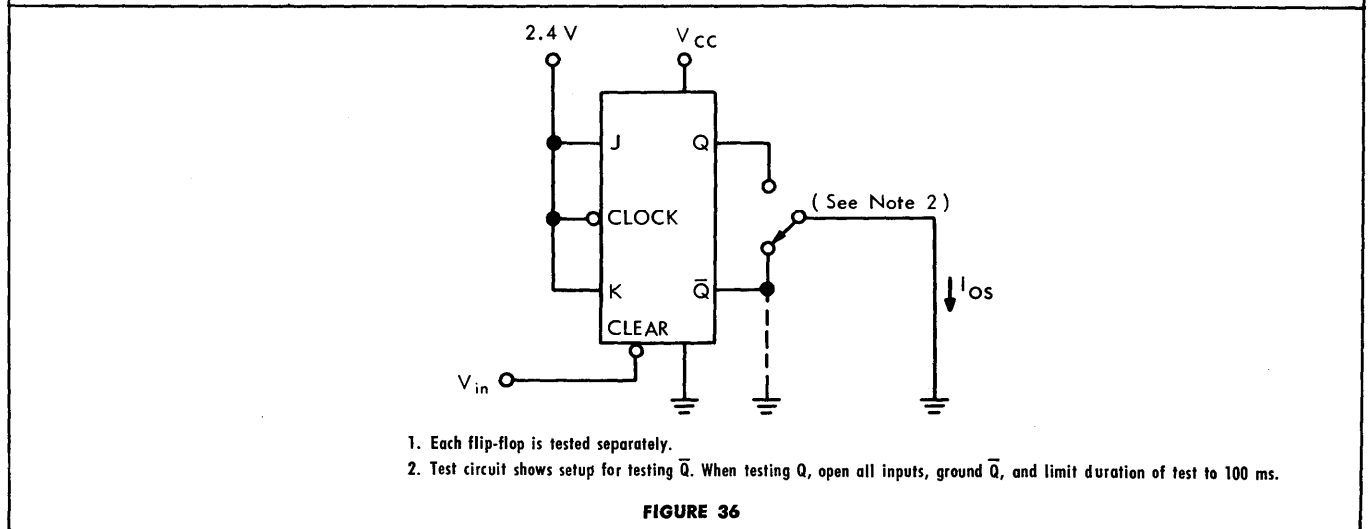 2.4 V
V CC
J
Q
CLOCK
(See Note 2)
K
Q̅
I OS
CLEAR
V in
1. Each flip-flop is tested separately.
2. Test circuit shows setup for testing Q̅. When testing Q, open all inputs, ground Q̅, and limit duration of test to 100 ms.
FIGURE 36